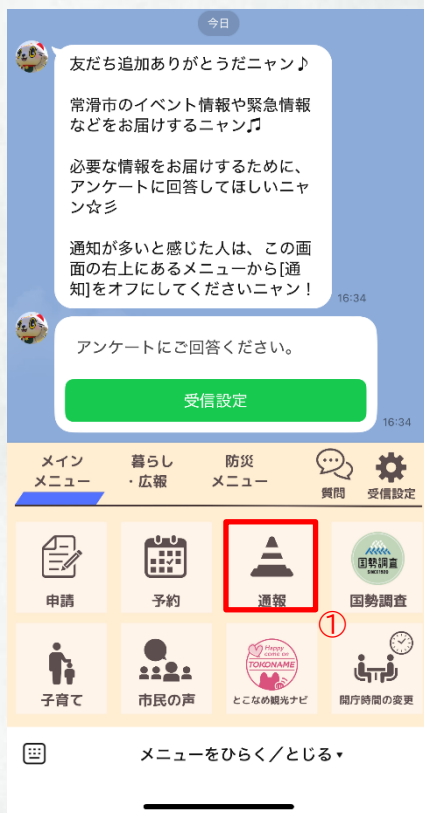 今日
友だち追加ありがとうだニャン♪
常滑市のイベント情報や緊急情報
などをお届けするニャン♫
必要な情報をお届けするために、
アンケートに回答してほしいニャ
ン☆彡
通知が多いと感じた人は、この画
面の右上にあるメニューから[通
知]をオフにしてくださいニャン！
16:34
アンケートにご回答ください。
受信設定
16:34
メイン
メニュー
暮らし
・広報
防災
メニュー
質問
受信設定
申請
予約
通報
国勢調査
SINCE1920
国勢調査
①
子育て
市民の声
Happy
come on
TOKONAME
とこなめ観光ナビ
開庁時間の変更
メニューをひらく／とじる▾